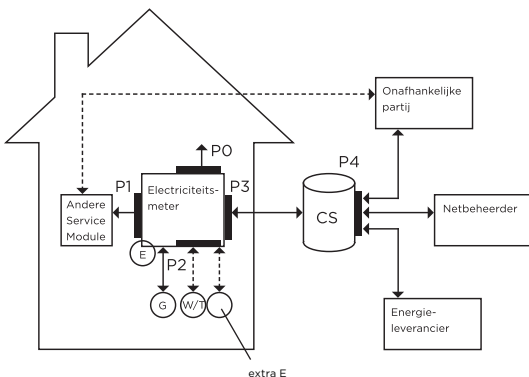 Onafhankelijke
partij
P0
P4
P1
Electriciteits-
meter
P3
Andere
Service
Module
CS
Netbeheerder
E
P2
G
W/T
Energie-
leverancier
extra E